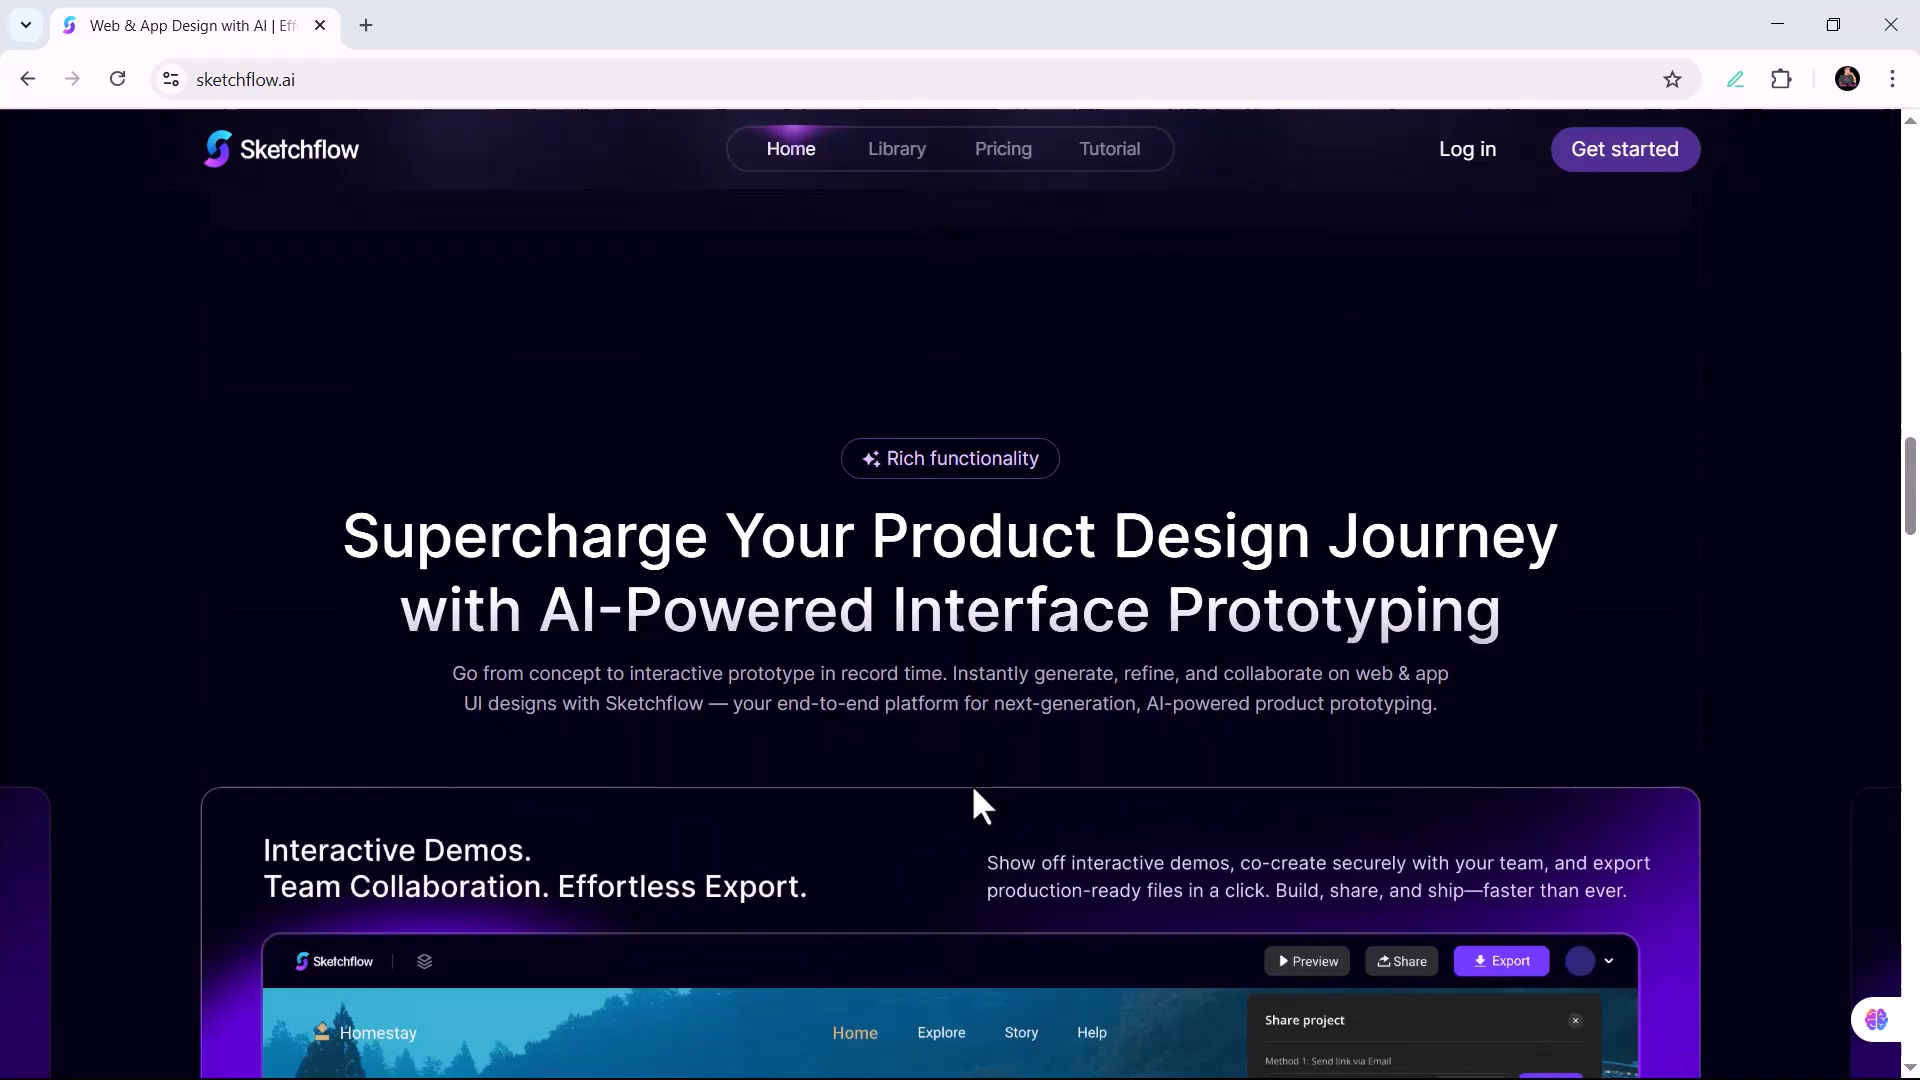 Web & App Design with AI | Eff
sketchflow.ai
Sketchflow
Home
Library
Pricing
Tutorial
Log in
Get started
Rich functionality
Supercharge Your Product Design Journey
with AI-Powered Interface Prototyping
Go from concept to interactive prototype in record time. Instantly generate, refine, and collaborate on web & app
UI designs with Sketchflow — your end-to-end platform for next-generation, AI-powered product prototyping.
Interactive Demos.
Team Collaboration. Effortless Export.
Show off interactive demos, co-create securely with your team, and export
production-ready files in a click. Build, share, and ship—faster than ever.
Sketchflow
Preview
Share
Export
Homestay
Home
Explore
Story
Help
Share project
Method 1: Send link via Email